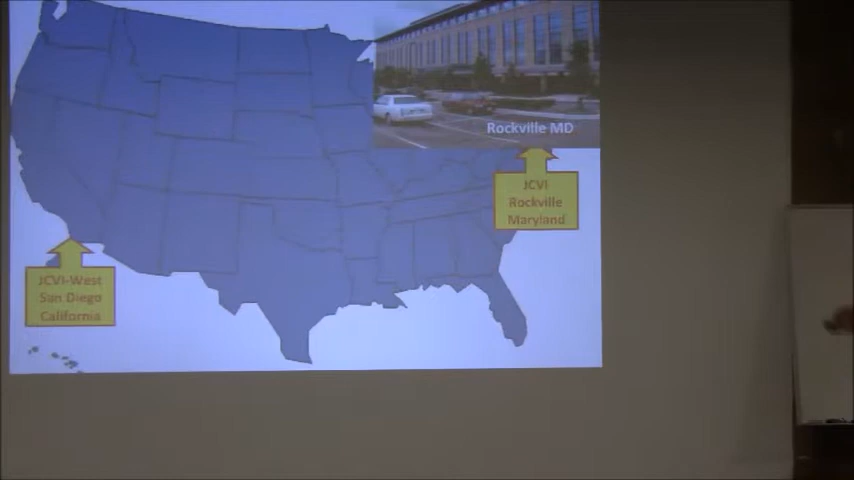 Rockville MD
JCVI
Rockville
Maryland
JCVI-West
San Diego
California